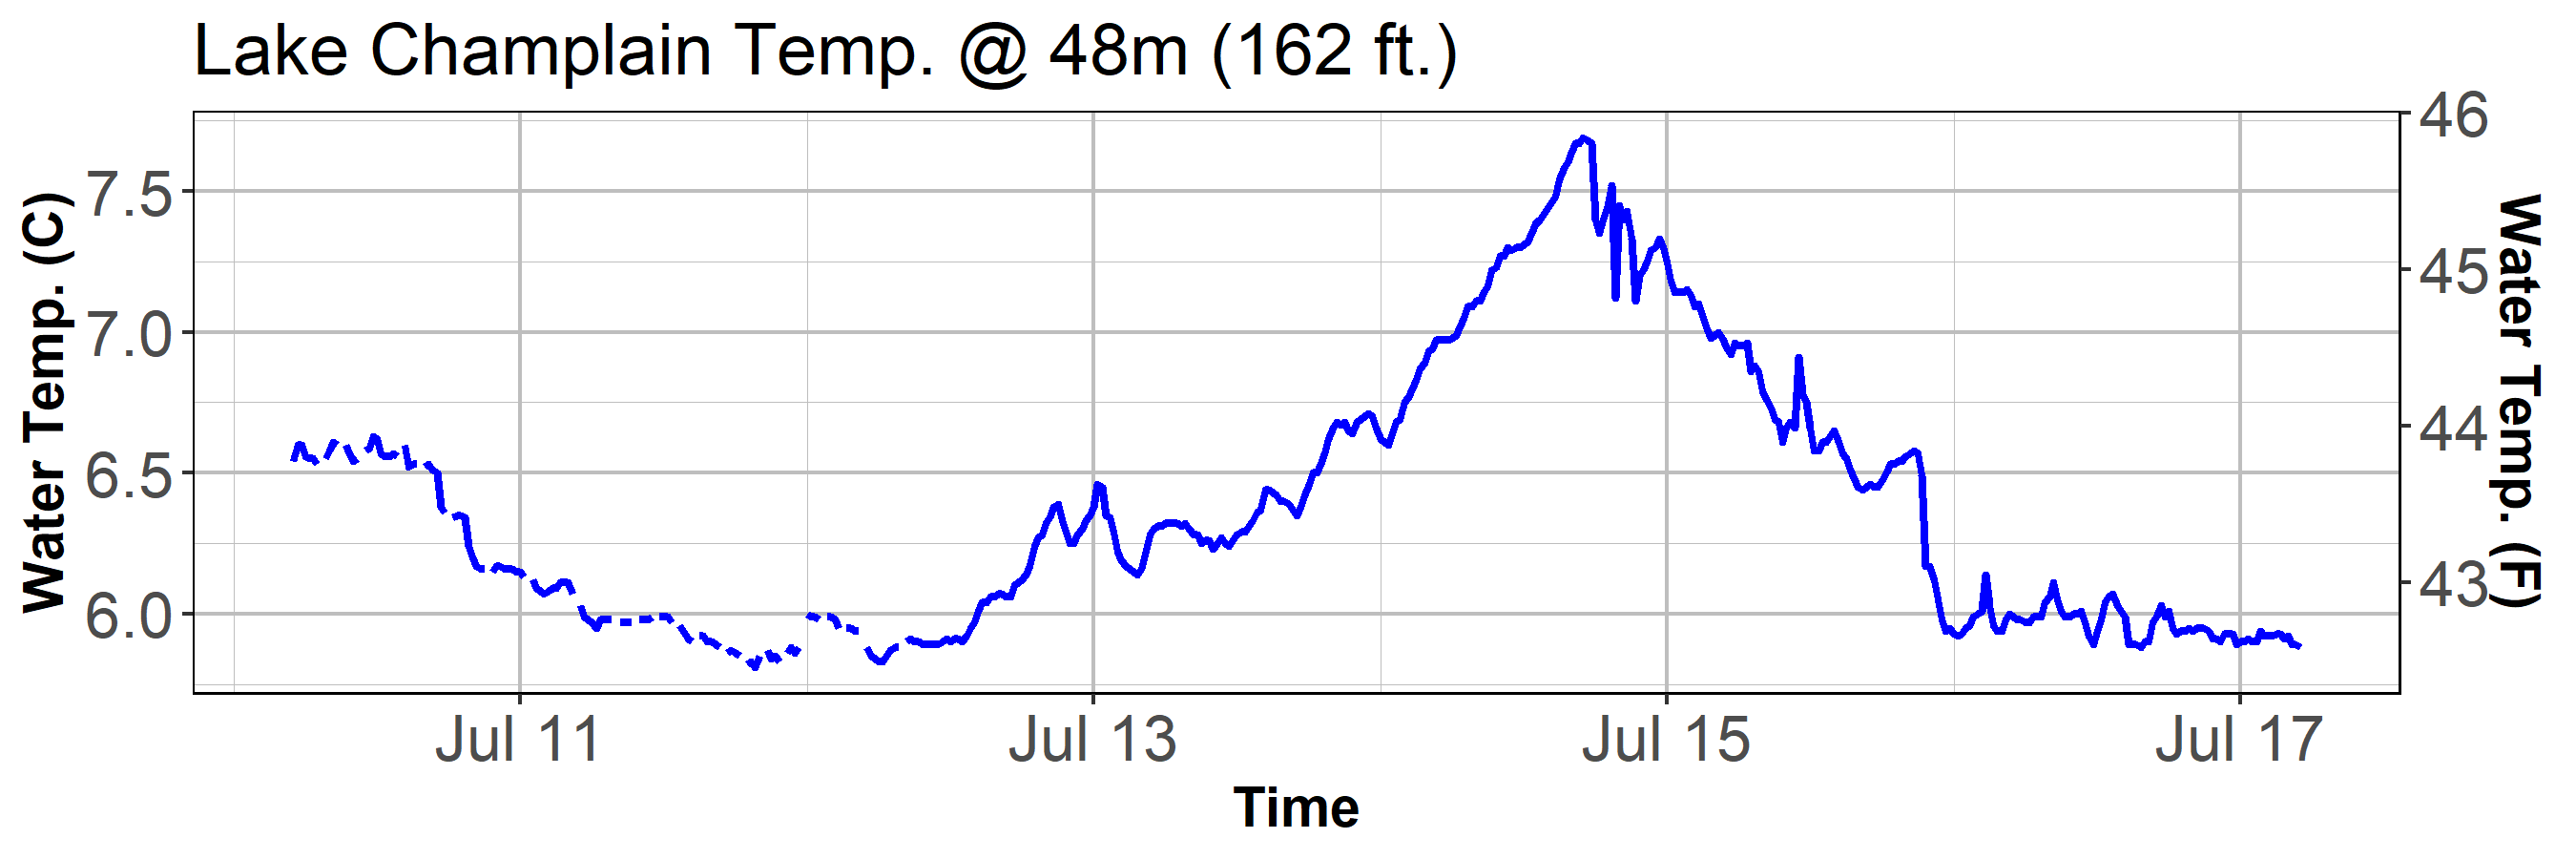 Lake Champlain Temp. @ 48m (162 ft.)
Water Temp. (C)
7.5
7.0
6.5
6.0
46
45
44
43
Water Temp. (F)
Jul 11
Jul 13
Jul 15
Jul 17
Time